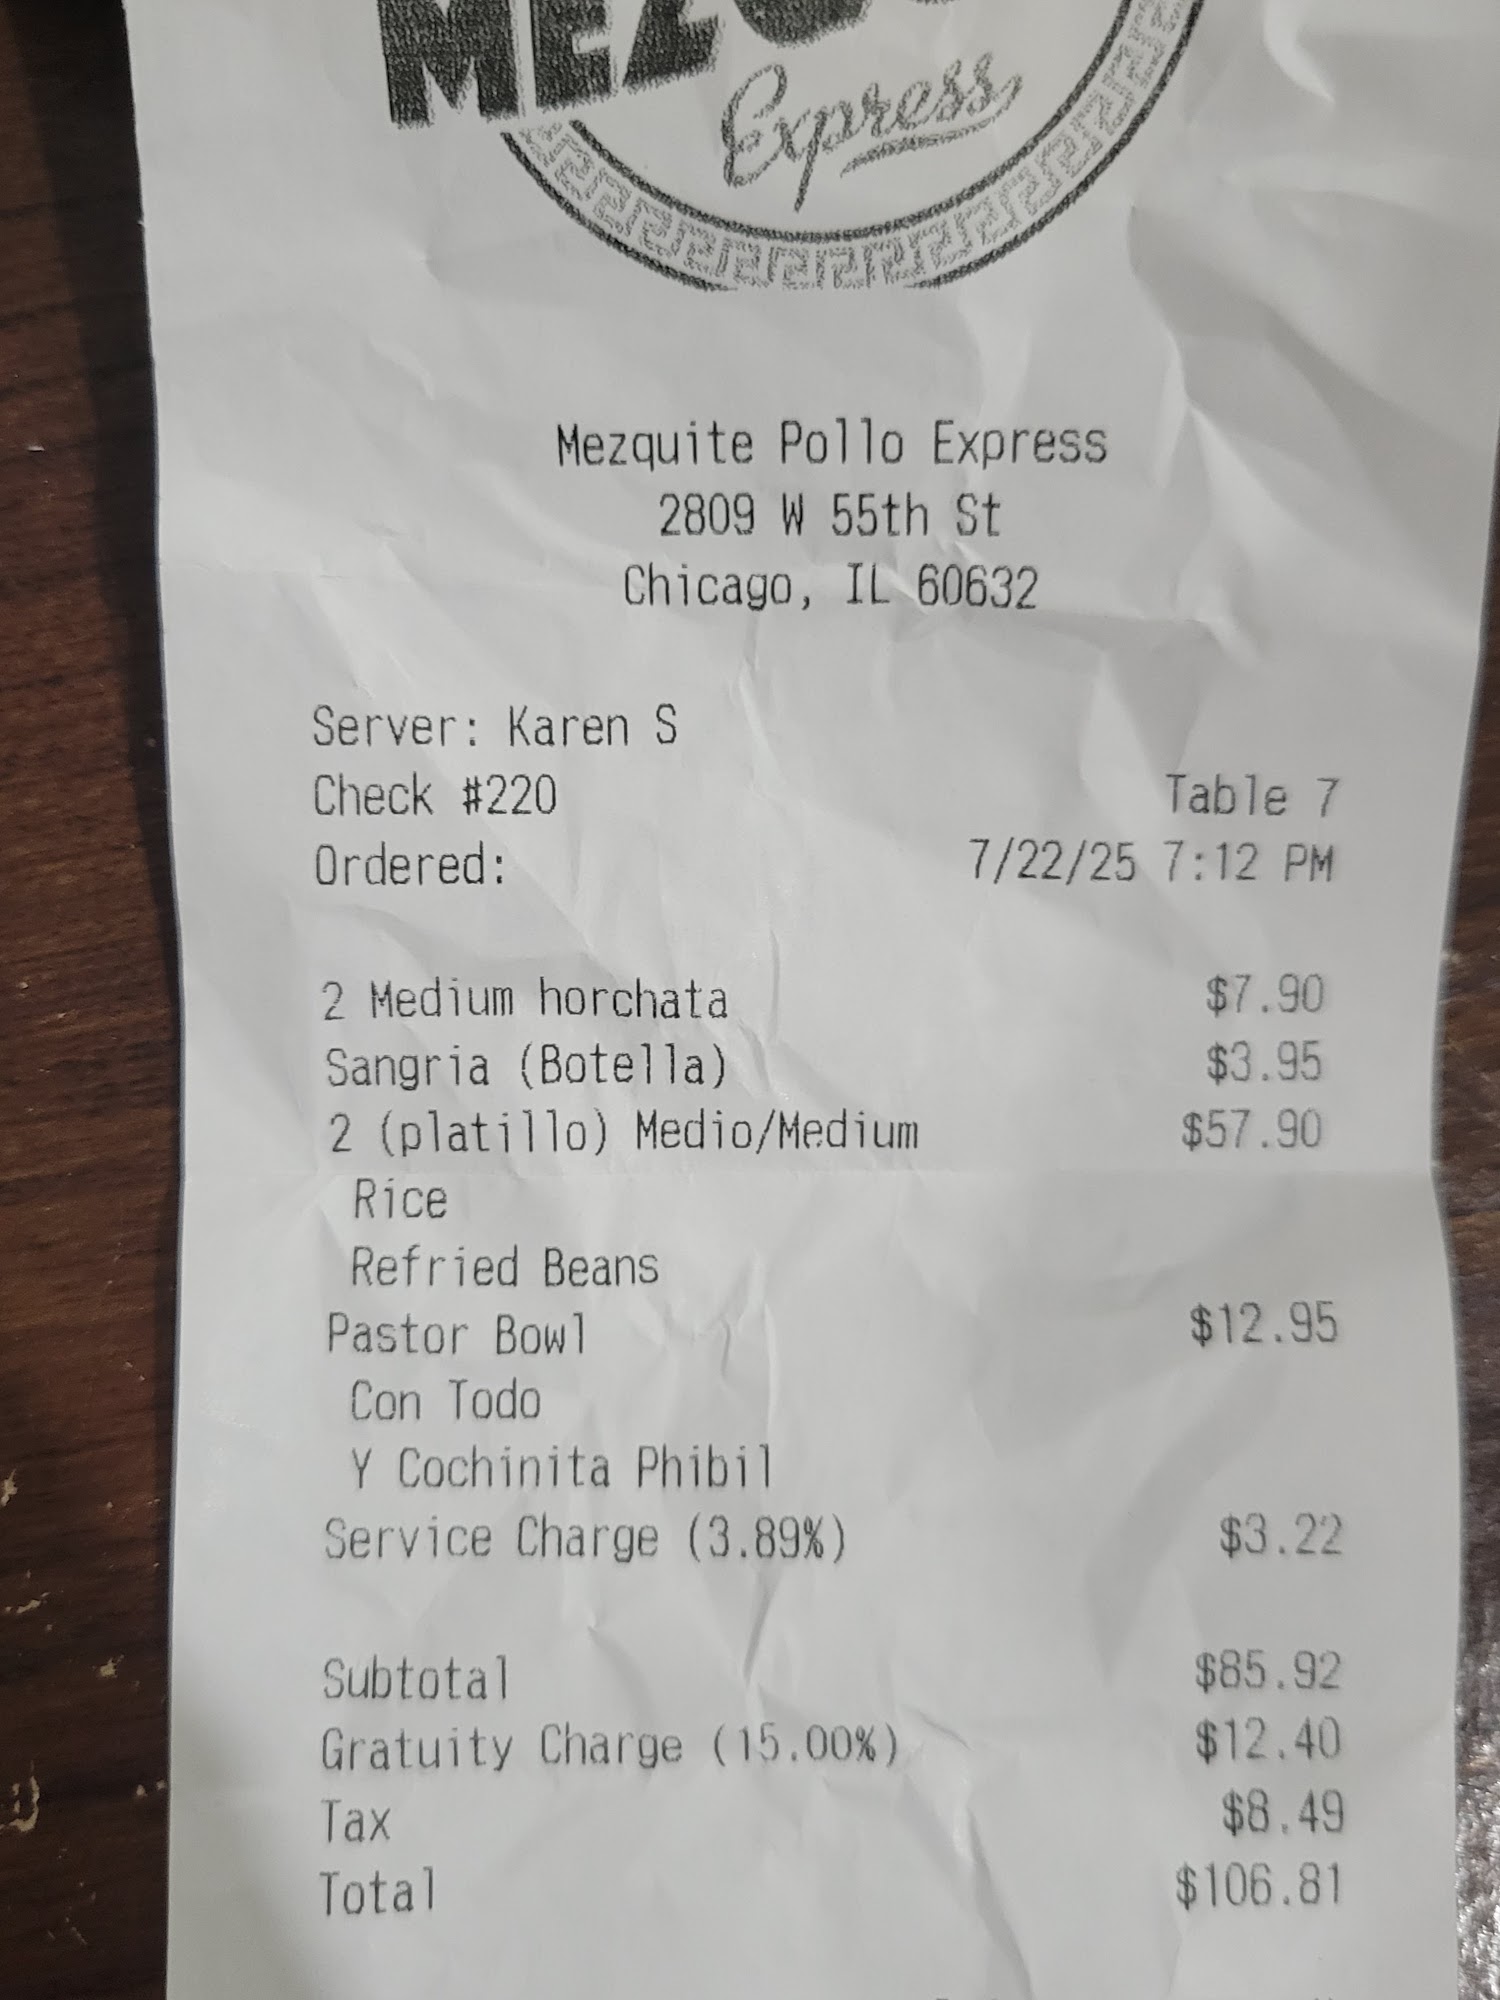 Express
Mezquite Pollo Express
2809 W 55th St
Chicago, IL 60632
Server: Karen S
Check #220 Table 7
Ordered: 7/22/25 7:12 PM
2 Medium horchata $7.90
Sangria (Botella) $3.95
2 (platillo) Medio/Medium $57.90
Rice
Refried Beans
Pastor Bowl $12.95
Con Todo
Y Cochinita Phibil
Service Charge (3.89%) $3.22
Subtotal $85.92
Gratuity Charge (15.00%) $12.40
Tax $8.49
Total $106.81